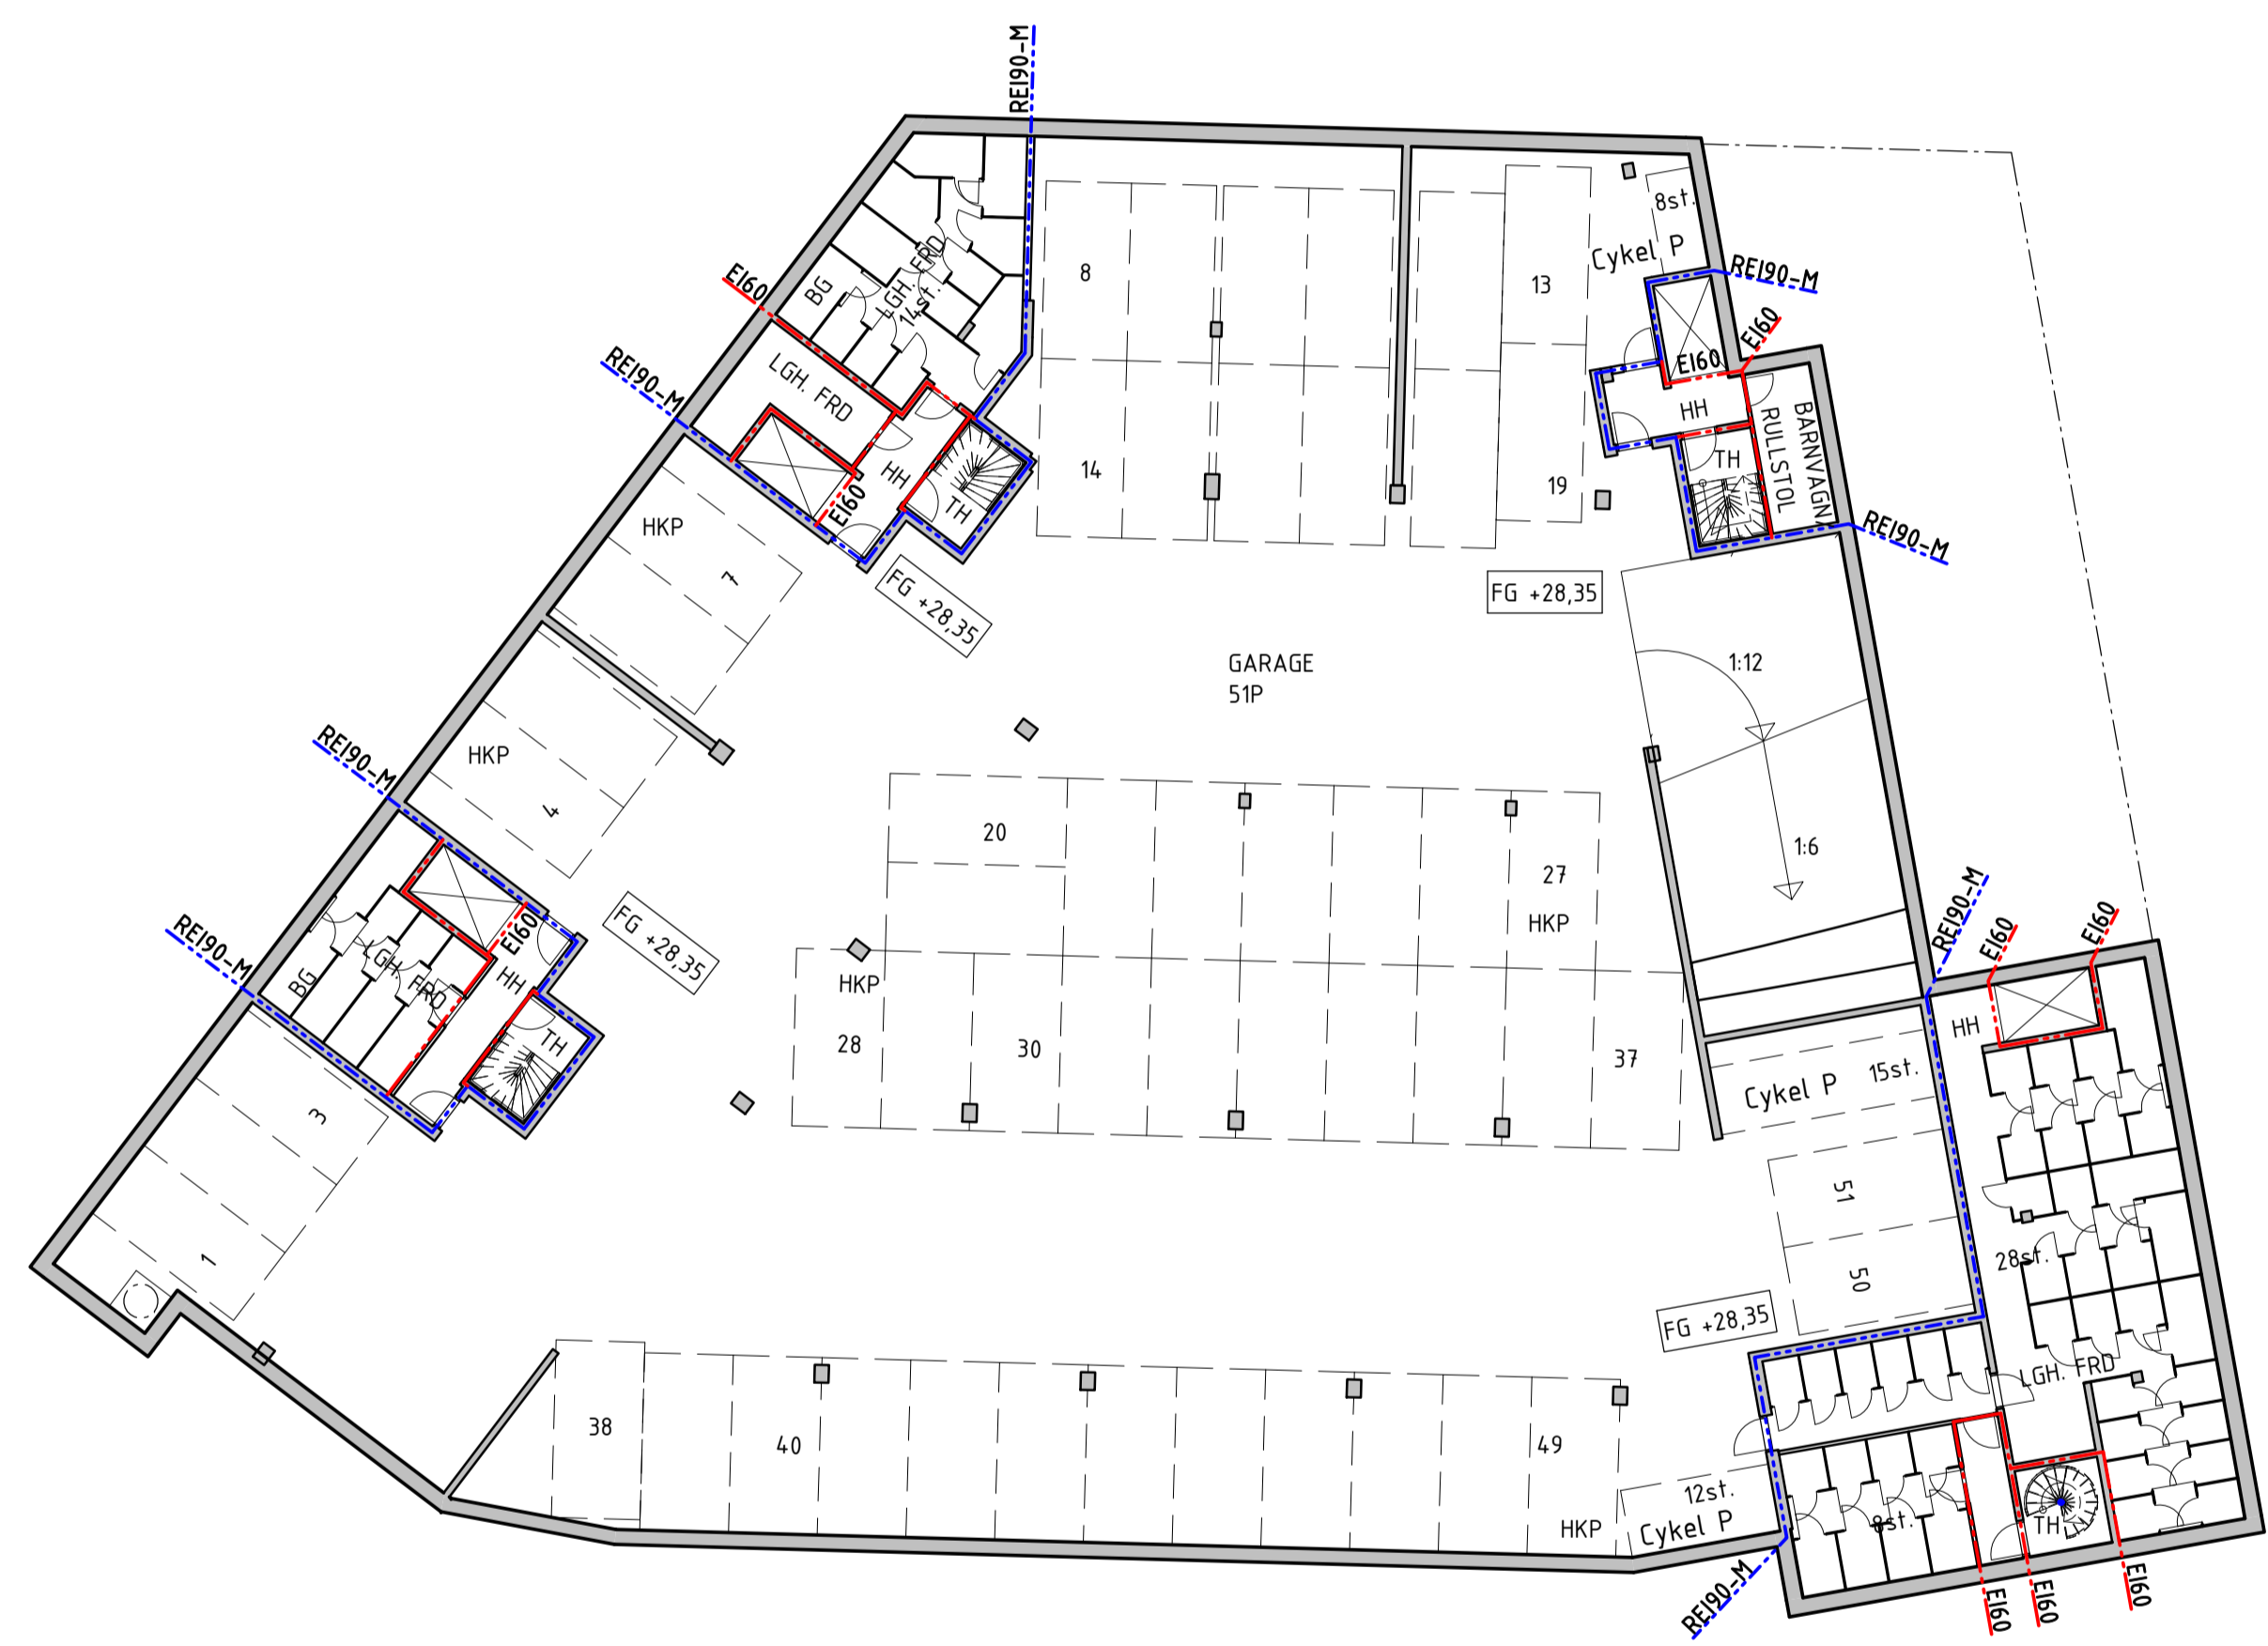 REI90-M
8st.
Cykel P
REI90-M
EI60
BG
LGH. FRD
14st.
8
13
EI60
EI60
REI90-M
LGH. FRD
HH
BARNVAGN/
RULLSTOL
TH
HH
EI60
TH
14
19
REI90-M
HKP
7
FG +28,35
FG +28,35
GARAGE
51P
1:12
1:6
REI90-M
HKP
4
20
27
HKP
REI90-M
EI60
EI60
REI90-M
BG
LGH. FRD
EI60
HH
TH
FG +28,35
HKP
28
30
37
HH
Cykel P
15st.
3
1
51
50
28st.
FG +28,35
LGH. FRD
38
40
49
HKP
12st.
Cykel P
8st.
TH
REI90-M
EI60
EI60
EI60